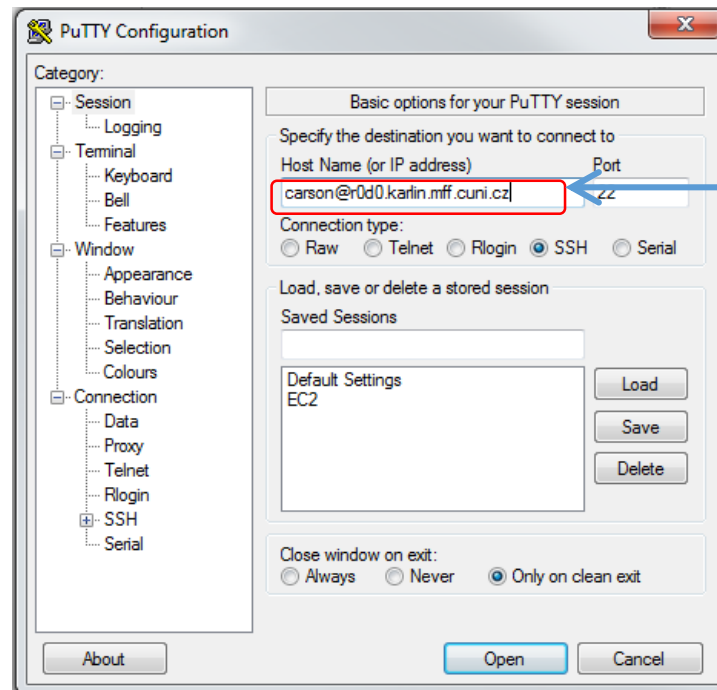 PuTTY Configuration
Category:
Session
Logging
Terminal
Keyboard
Bell
Features
Window
Appearance
Behaviour
Translation
Selection
Colours
Connection
Data
Proxy
Telnet
Rlogin
SSH
Serial
Basic options for your PuTTY session
Specify the destination you want to connect to
Host Name (or IP address) Port
carson@r0d0.karlin.mff.cuni.cz 22
Connection type:
Raw Telnet Rlogin SSH Serial
Load, save or delete a stored session
Saved Sessions
Default Settings
EC2
Load
Save
Delete
Close window on exit:
Always Never Only on clean exit
About Open Cancel